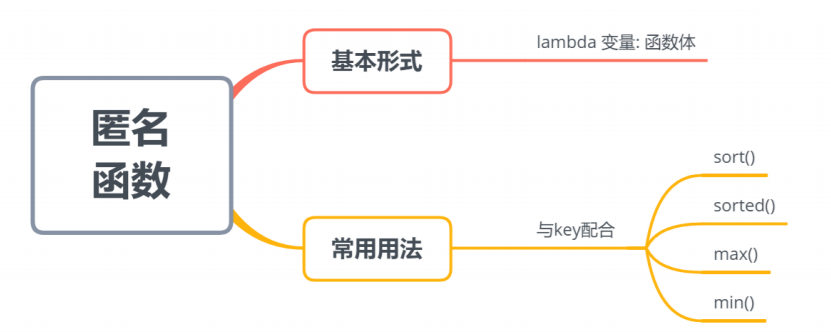 匿名
函数
基本形式
lambda 变量: 函数体
常用用法
与key配合
sort()
sorted()
max()
min()